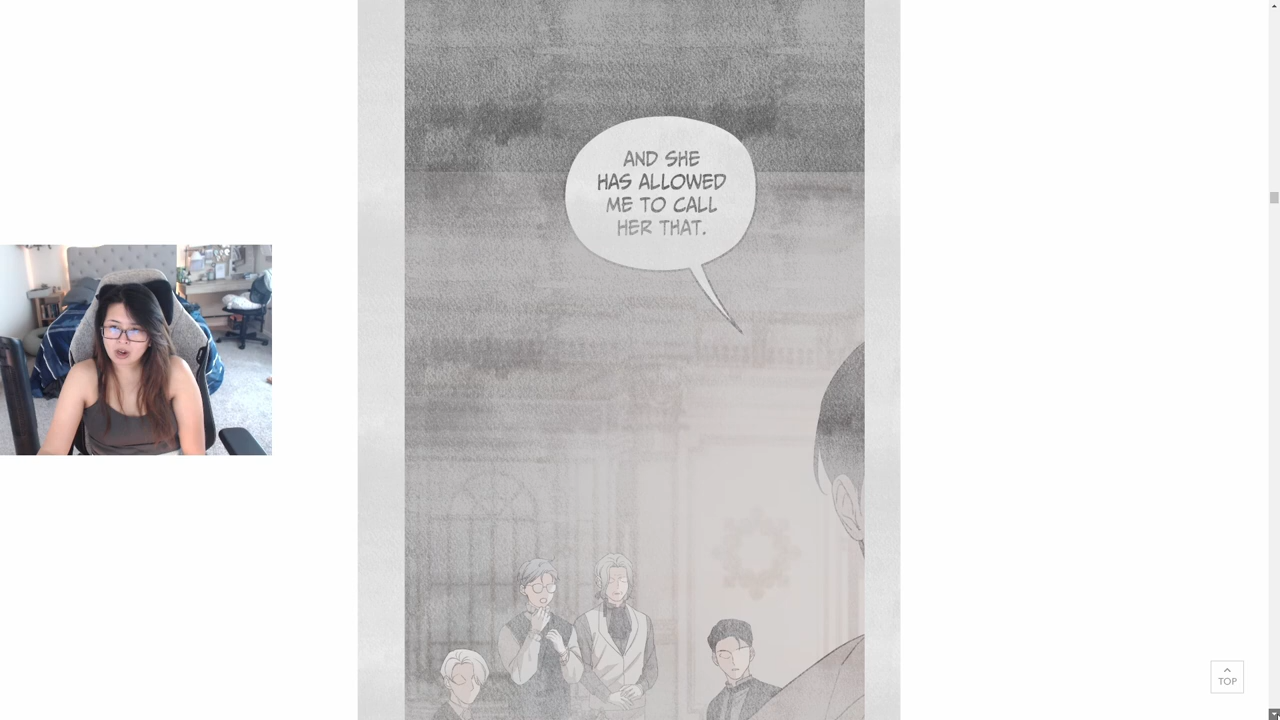 AND SHE
HAS ALLOWED
ME TO CALL
HER THAT.
TOP